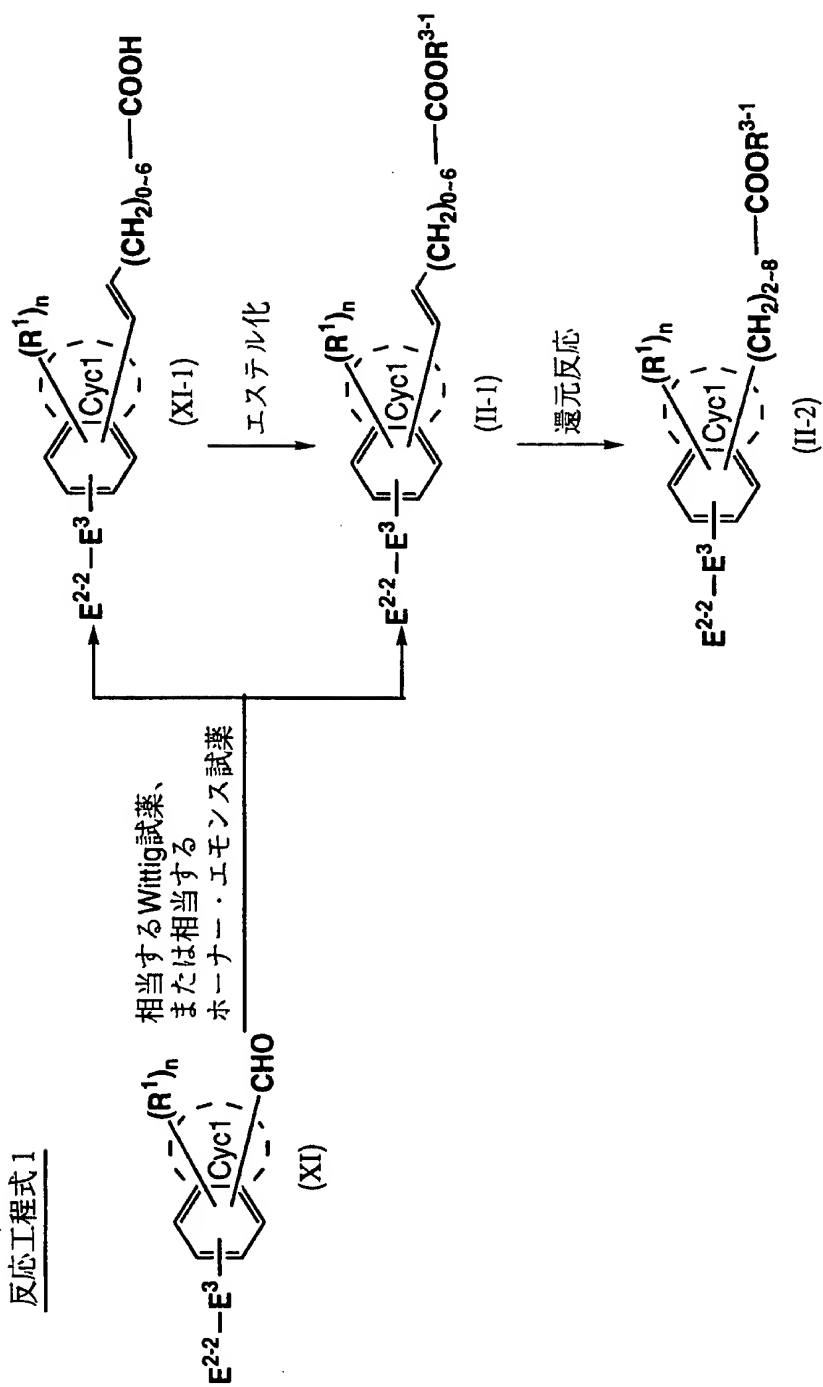 反応工程式1
E²⁻²—E³
(R¹)ₙ
Cyc1
CHO
(XI)
相当するWittig試薬、
または相当する
ホーナー・エモンス試薬
E²⁻²—E³
(R¹)ₙ
Cyc1
(CH₂)₀~₆—COOH
(XI-1)
エステル化
E²⁻²—E³
(R¹)ₙ
Cyc1
(CH₂)₀~₆—COOR³⁻¹
(II-1)
還元反応
E²⁻²—E³
(R¹)ₙ
Cyc1
(CH₂)₂~₈—COOR³⁻¹
(II-2)